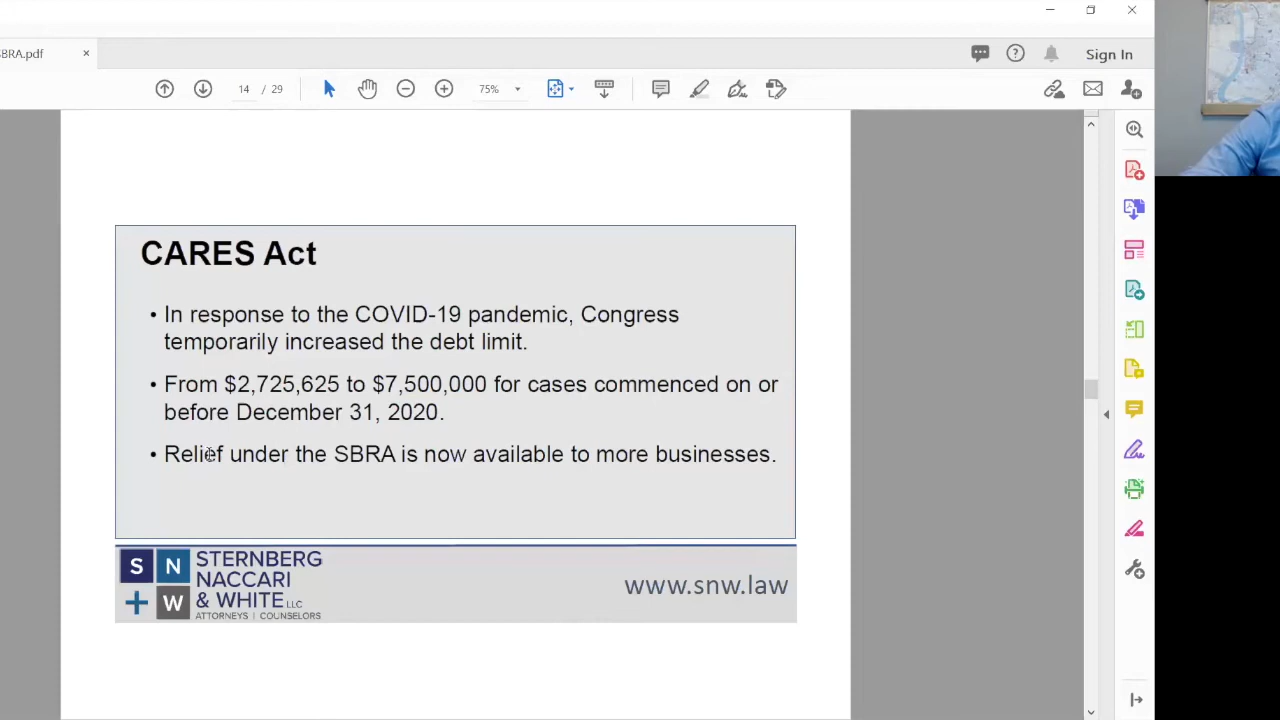 SBRA.pdf
Sign In
14 / 29
75%
CARES Act
• In response to the COVID-19 pandemic, Congress
temporarily increased the debt limit.
• From $2,725,625 to $7,500,000 for cases commenced on or
before December 31, 2020.
• Relief under the SBRA is now available to more businesses.
S N + W
STERNBERG
NACCARI
& WHITE LLC
ATTORNEYS | COUNSELORS
www.snw.law